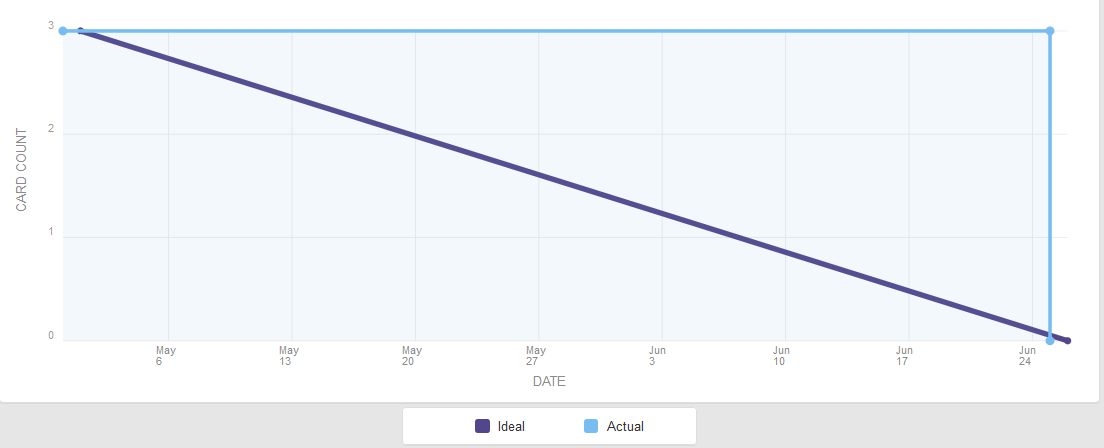 CARD COUNT
3
2
1
0
May 6
May 13
May 20
May 27
Jun 3
Jun 10
Jun 17
Jun 24
DATE
Ideal
Actual